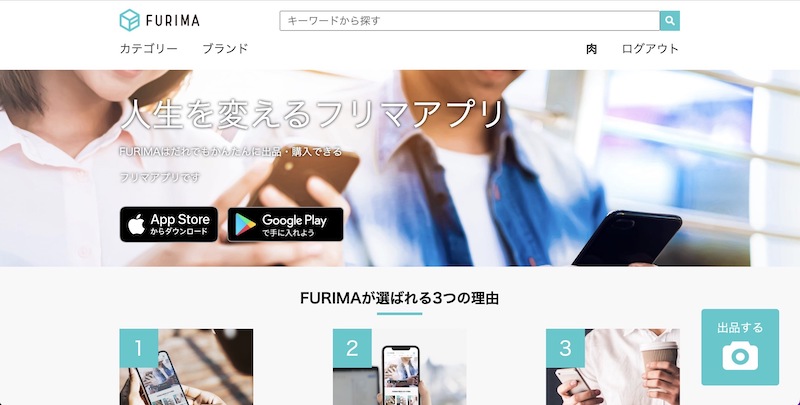 FURIMA
キーワードから探す
カテゴリー ブランド 肉 ログアウト
人生を変えるフリマアプリ
FURIMAはだれでもかんたんに出品・購入できる
フリマアプリです
App Store
からダウンロード
Google Play
で手に入れよう
FURIMAが選ばれる3つの理由
1
2
3
出品する